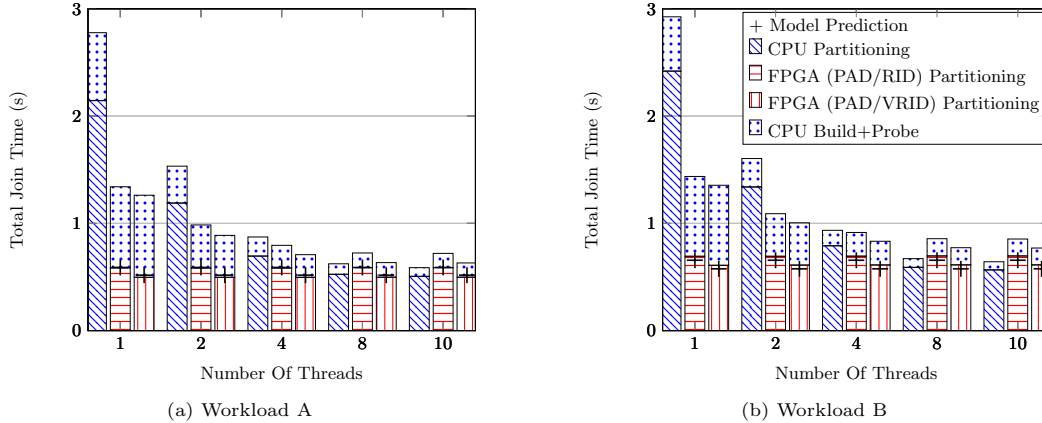 3
2
1
0
Total Join Time (s)
1 2 4 8 10
Number Of Threads
(a) Workload A
3
2
1
0
Total Join Time (s)
Model Prediction
CPU Partitioning
FPGA (PAD/RID) Partitioning
FPGA (PAD/VRID) Partitioning
CPU Build+Probe
1 2 4 8 10
Number Of Threads
(b) Workload B